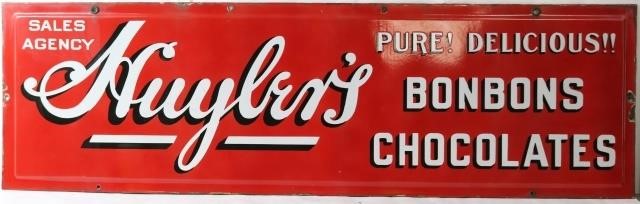 SALES
AGENCY
Huyler's
PURE! DELICIOUS!!
BONBONS
CHOCOLATES